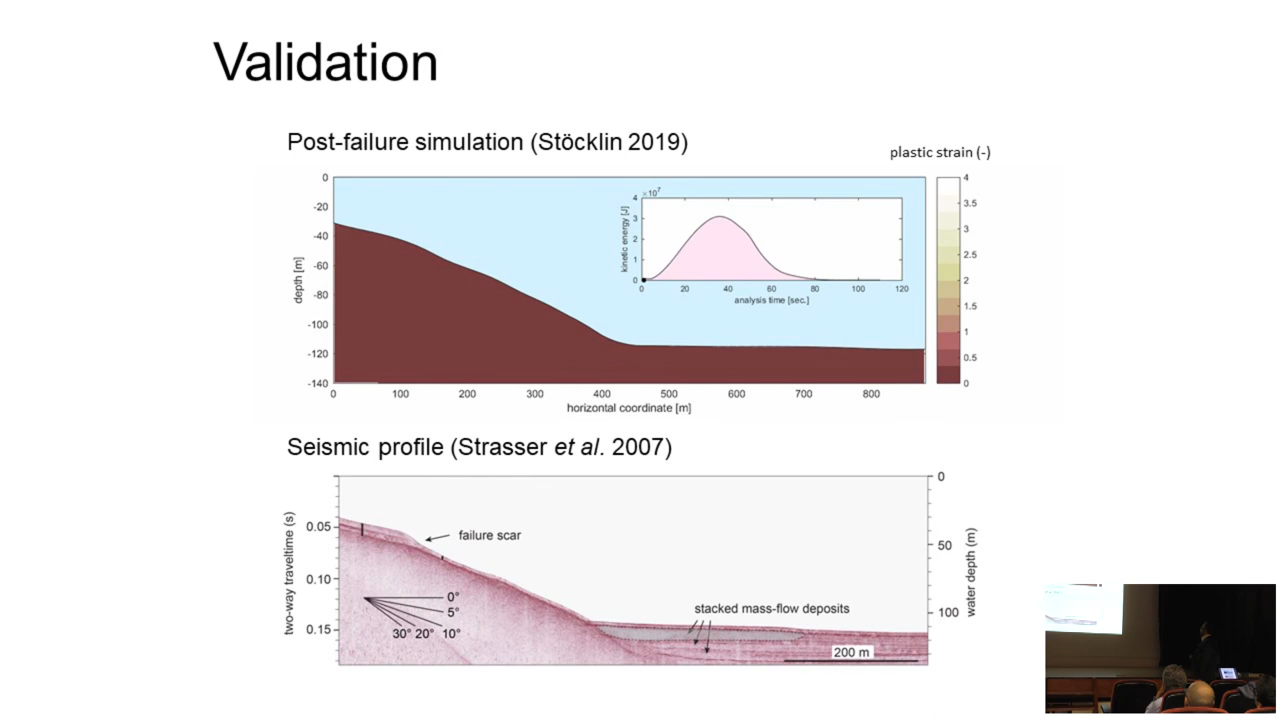 Validation
Post-failure simulation (Stöcklin 2019)
plastic strain (-)
0
-20
-40
-60
-80
-100
-120
-140
depth [m]
0 100 200 300 400 500 600 700 800
horizontal coordinate [m]
×10⁷
4
3
2
1
0
kinetic energy [J]
0 20 40 60 80 100 120
analysis time [sec.]
4
3.5
3
2.5
2
1.5
1
0.5
0
Seismic profile (Strasser et al. 2007)
two-way traveltime (s)
0.05
0.10
0.15
failure scar
0°
5°
30° 20° 10°
stacked mass-flow deposits
200 m
0
50
100
water depth (m)